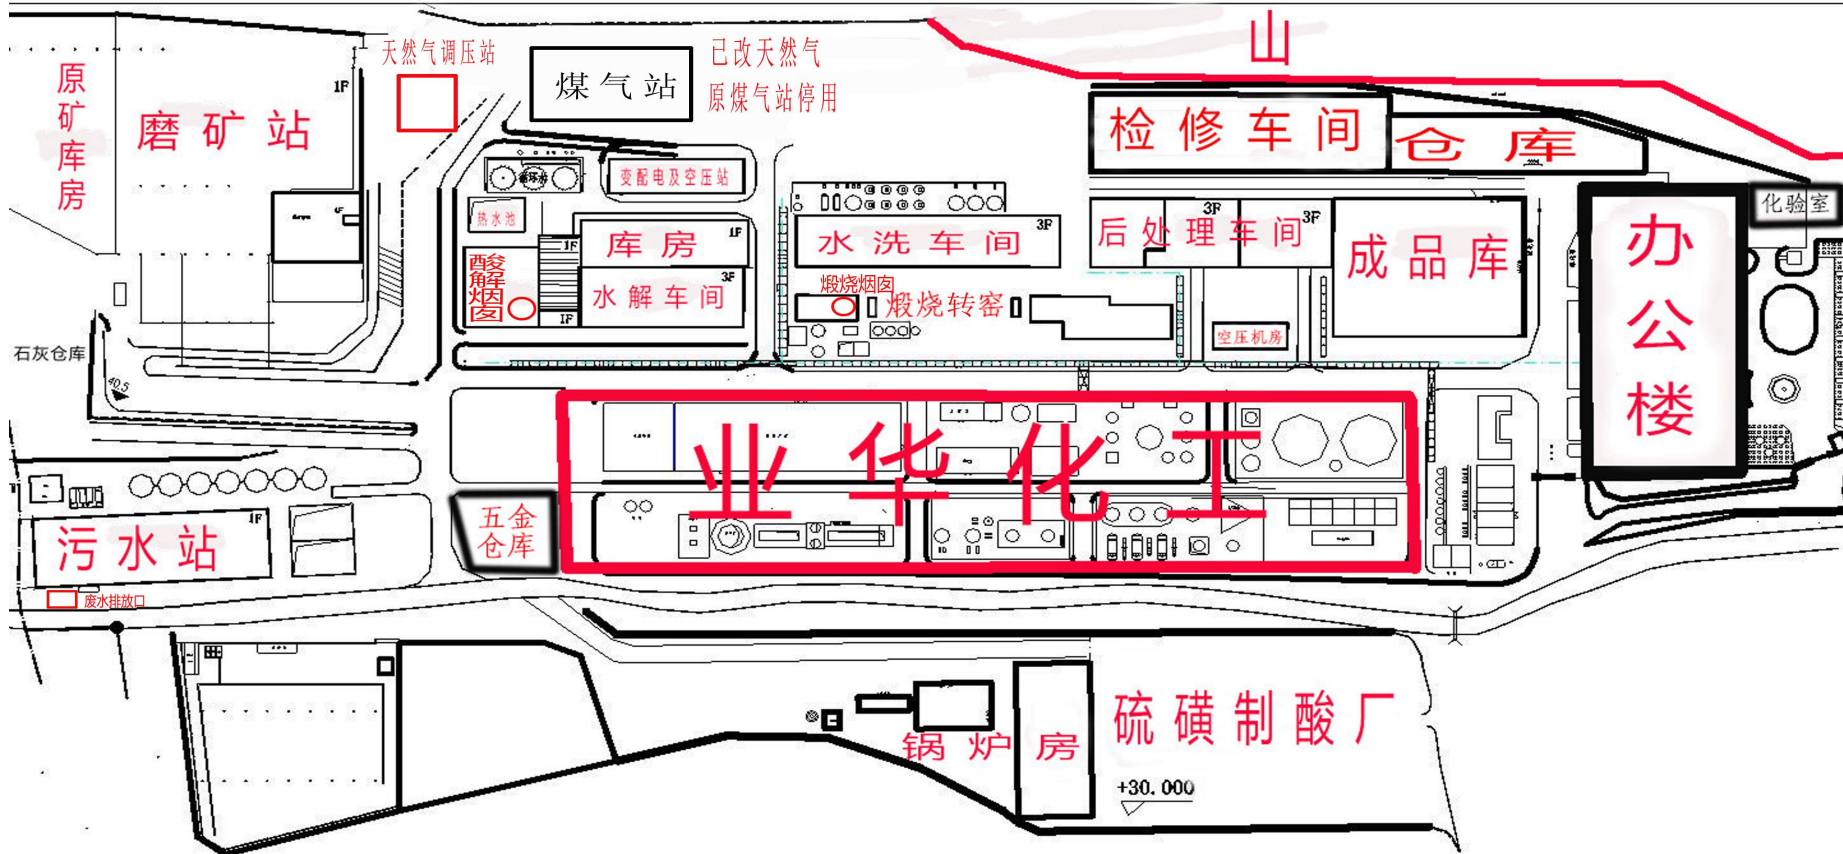 山
天然气调压站
煤气站
已改天然气
原煤气站停用
原矿库房
磨矿站
1F
检修车间
仓库
循环水
变配电及空压站
热水池
化验室
库房
1F
1F
水洗车间
3F
后处理车间
3F
3F
成品库
办公楼
酸解烟囱
水解车间
3F
1F
煅烧烟囱
煅烧转窑
空压机房
石灰仓库
40.5
业华化工
五金仓库
污水站
1F
废水排放口
锅炉房
硫磺制酸厂
+30.000